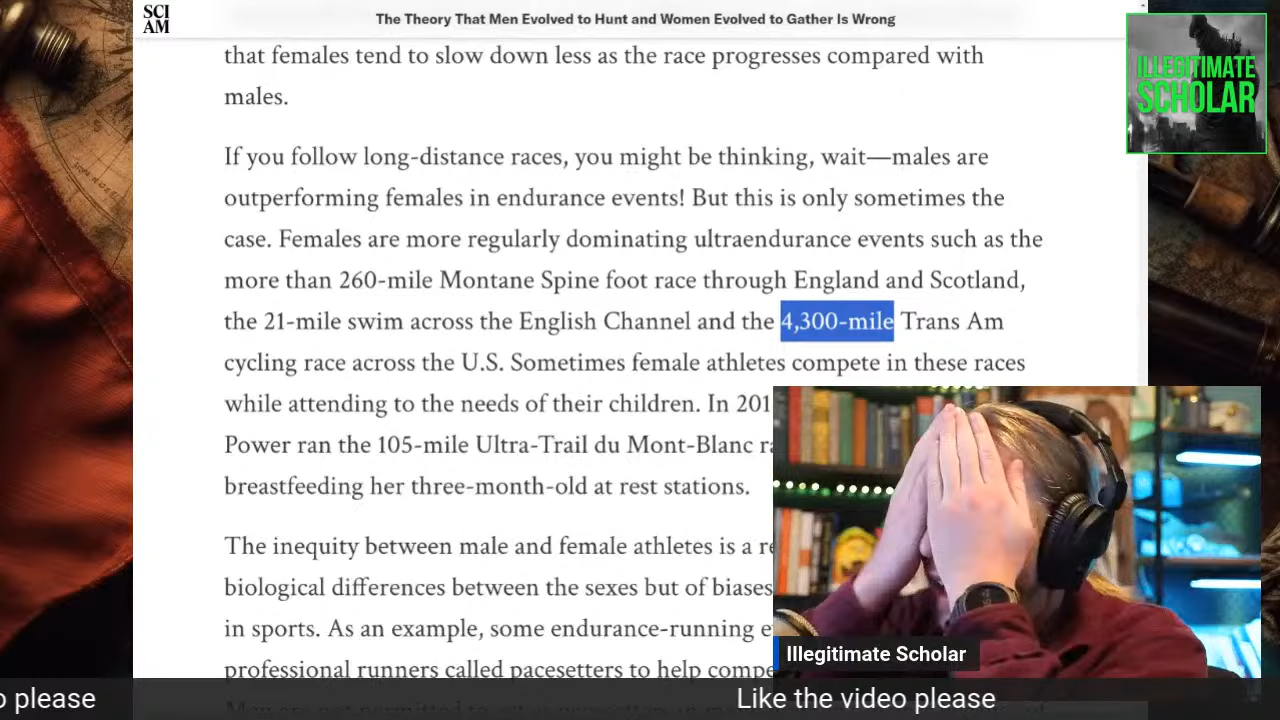 SCI
AM
The Theory That Men Evolved to Hunt and Women Evolved to Gather Is Wrong
ILLEGITIMATE
SCHOLAR
that females tend to slow down less as the race progresses compared with
males.
If you follow long-distance races, you might be thinking, wait—males are
outperforming females in endurance events! But this is only sometimes the
case. Females are more regularly dominating ultraendurance events such as the
more than 260-mile Montane Spine foot race through England and Scotland,
the 21-mile swim across the English Channel and the 4,300-mile Trans Am
cycling race across the U.S. Sometimes female athletes compete in these races
while attending to the needs of their children. In 201
Power ran the 105-mile Ultra-Trail du Mont-Blanc ra
breastfeeding her three-month-old at rest stations.
The inequity between male and female athletes is a re
biological differences between the sexes but of biases
in sports. As an example, some endurance-running e
professional runners called pacesetters to help compe
Illegitimate Scholar
o please
Like the video please